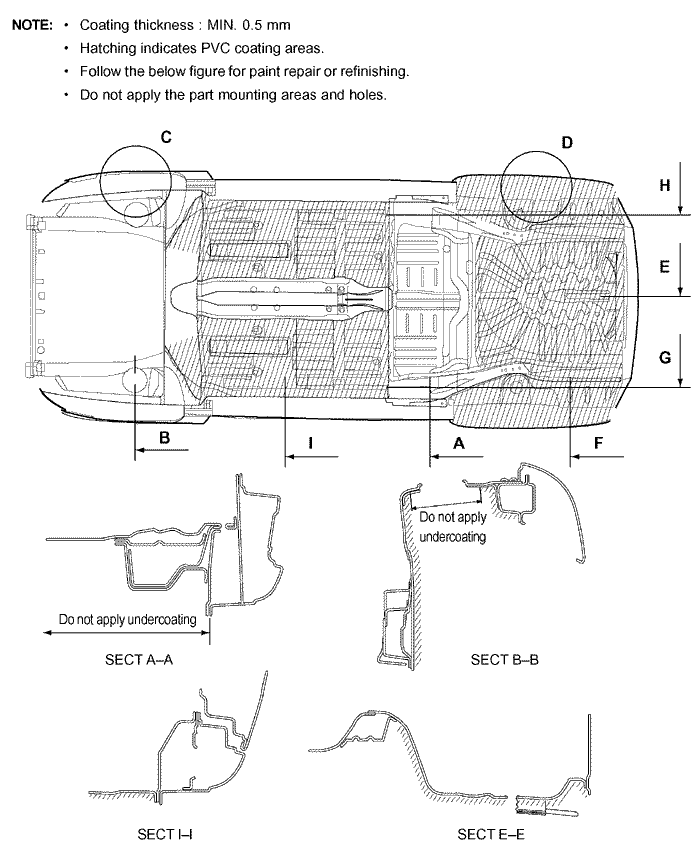 NOTE: • Coating thickness : MIN. 0.5 mm
• Hatching indicates PVC coating areas.
• Follow the below figure for paint repair or refinishing.
• Do not apply the part mounting areas and holes.
C
D
H
E
G
B
I
A
F
Do not apply
undercoating
Do not apply undercoating
SECT A–A
SECT B–B
SECT I–I
SECT E–E